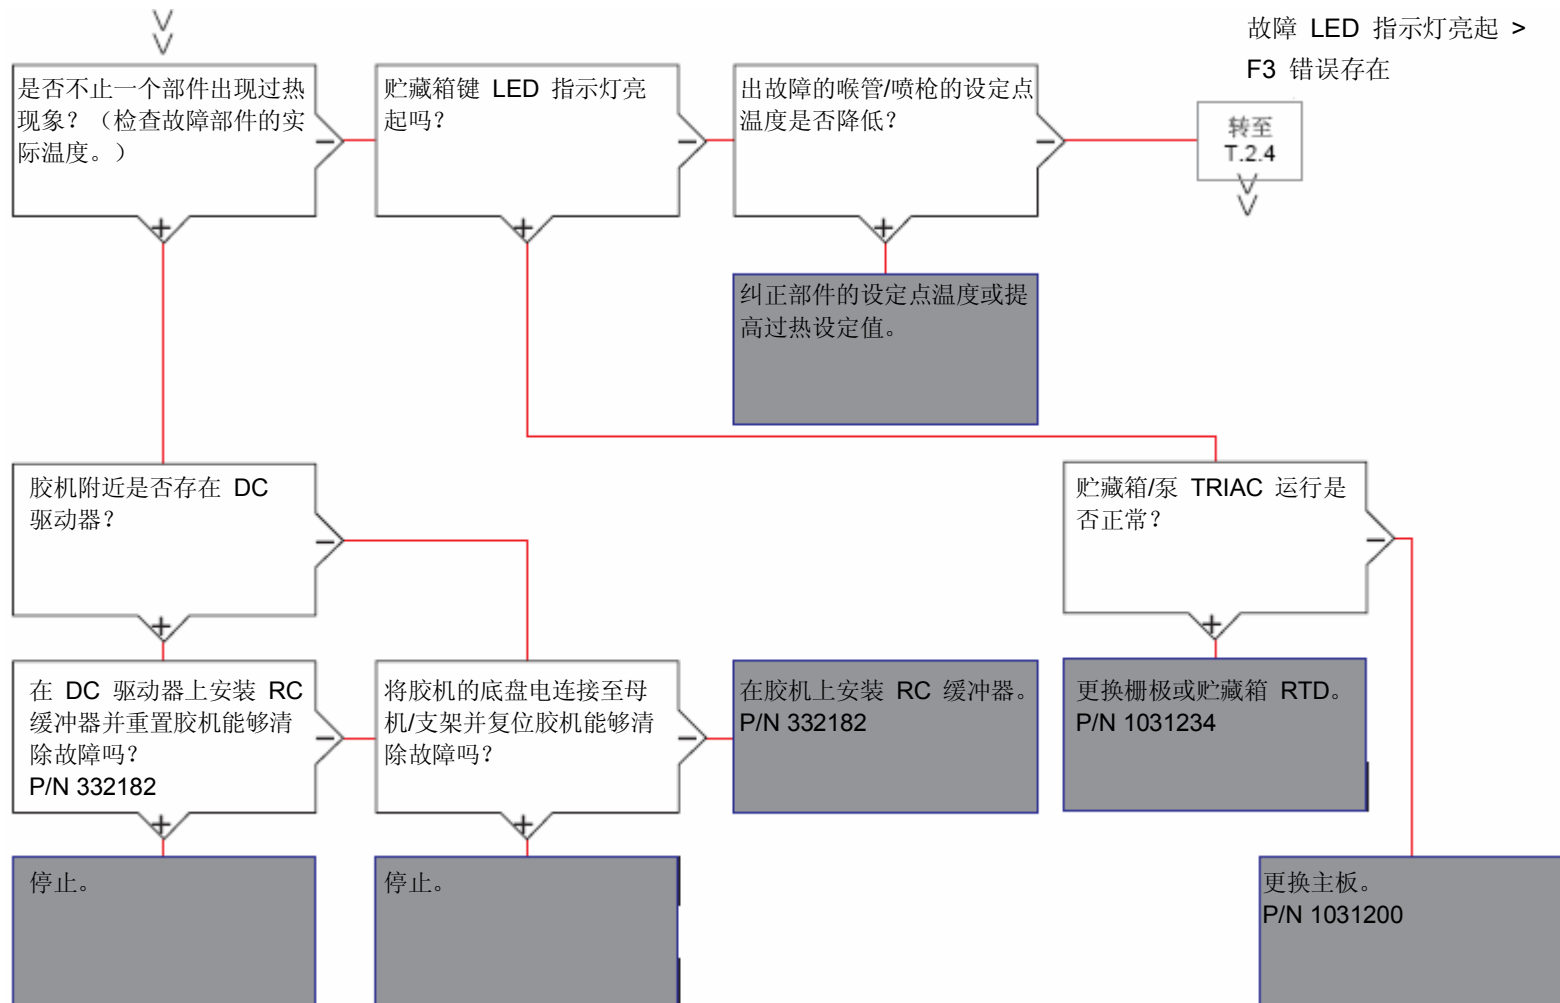 故障 LED 指示灯亮起 >
F3 错误存在
是否不止一个部件出现过热
现象？（检查故障部件的实
际温度。）
贮藏箱键 LED 指示灯亮
起吗？
出故障的喉管/喷枪的设定点
温度是否降低？
转至
T.2.4
纠正部件的设定点温度或提
高过热设定值。
胶机附近是否存在 DC
驱动器？
贮藏箱/泵 TRIAC 运行是
否正常？
在 DC 驱动器上安装 RC
缓冲器并重置胶机能够清
除故障吗？
P/N 332182
将胶机的底盘电连接至母
机/支架并复位胶机能够清
除故障吗？
在胶机上安装 RC 缓冲器。
P/N 332182
更换栅极或贮藏箱 RTD。
P/N 1031234
停止。
停止。
更换主板。
P/N 1031200